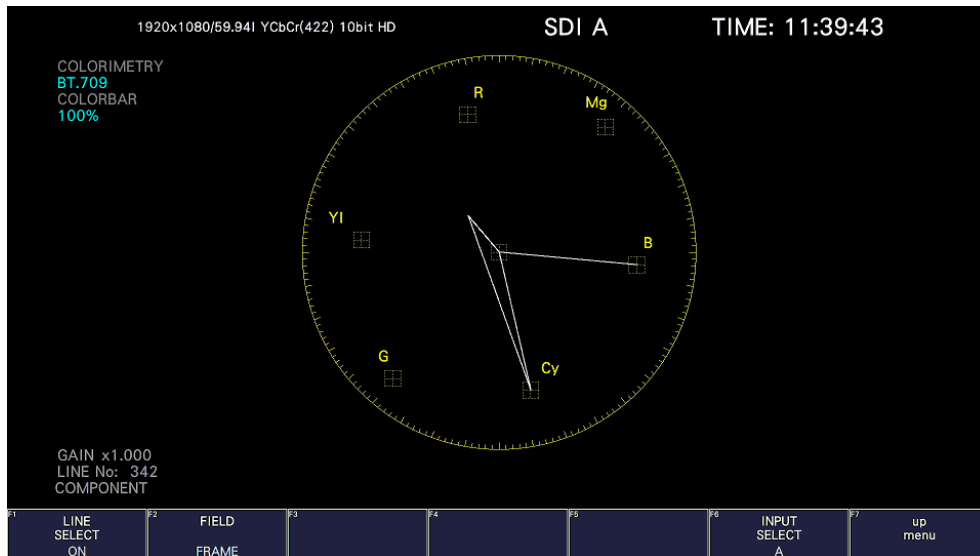 1920x1080/59.94I YCbCr(422) 10bit HD
SDI A
TIME: 11:39:43
COLORIMETRY
BT.709
COLORBAR
100%
R
Mg
Yl
B
G
Cy
GAIN x1.000
LINE No: 342
COMPONENT
F1
LINE
SELECT
ON
F2
FIELD
FRAME
F3
F4
F5
F6
INPUT
SELECT
A
F7
up
menu